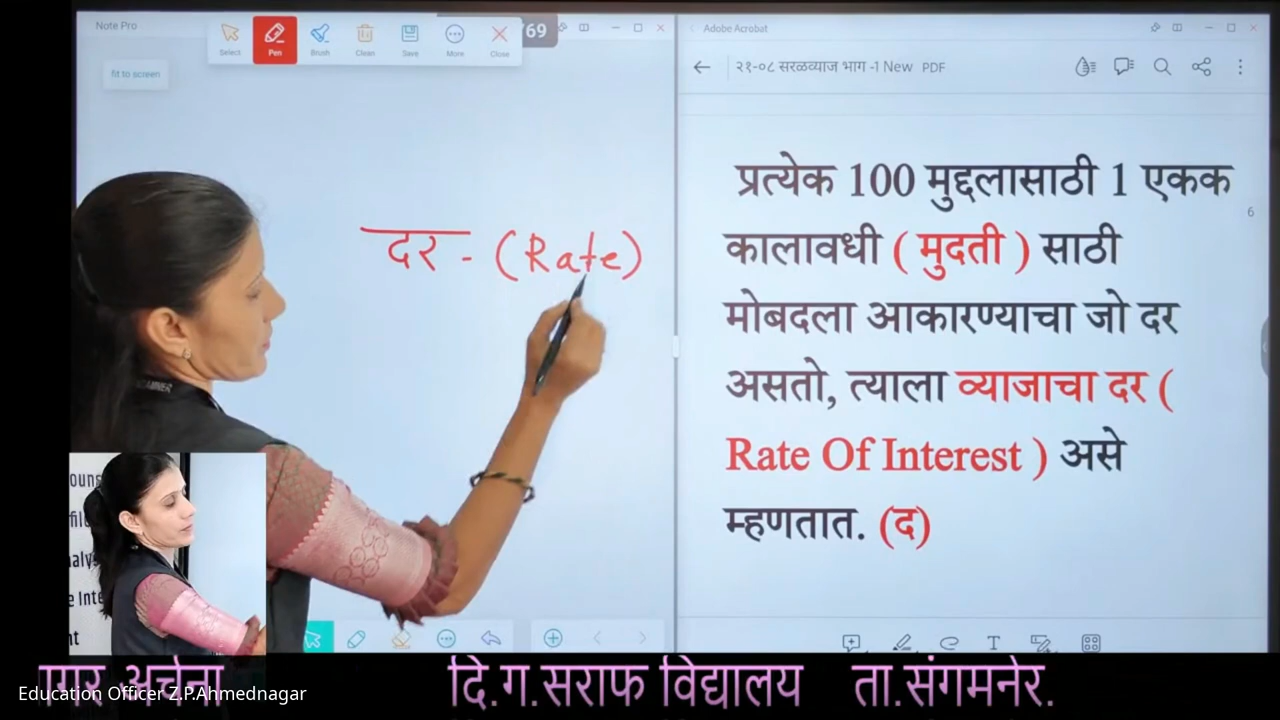 Note Pro
Select
Pen
Brush
Clean
Save
More
Close
69
fit to screen
दर - (Rate)
Adobe Acrobat
२१-०८ सरळव्याज भाग -1 New PDF
प्रत्येक 100 मुद्दलासाठी 1 एकक
कालावधी ( मुदती ) साठी
मोबदला आकारण्याचा जो दर
असतो, त्याला व्याजाचा दर (
Rate Of Interest ) असे
म्हणतात. (द)
6
दि.ग.सराफ विद्यालय ता.संगमनेर.
Education Officer Z.P.Ahmednagar